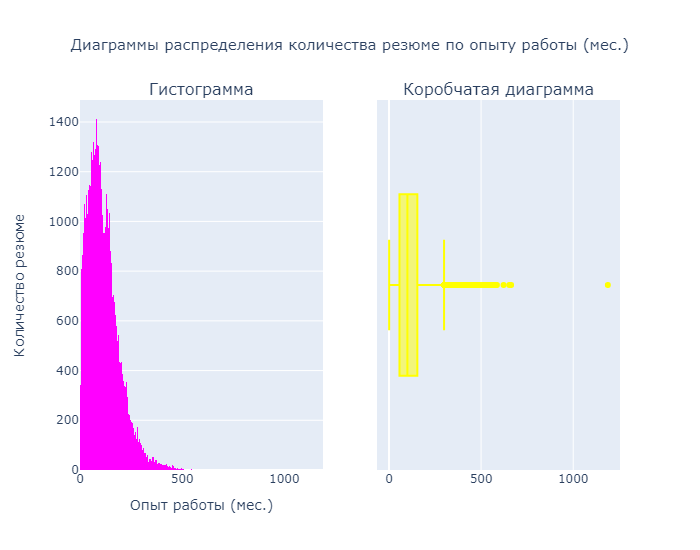 Диаграммы распределения количества резюме по опыту работы (мес.)
Гистограмма
Коробчатая диаграмма
Количество резюме
1400
1200
1000
800
600
400
200
0
0 500 1000
0 500 1000
Опыт работы (мес.)